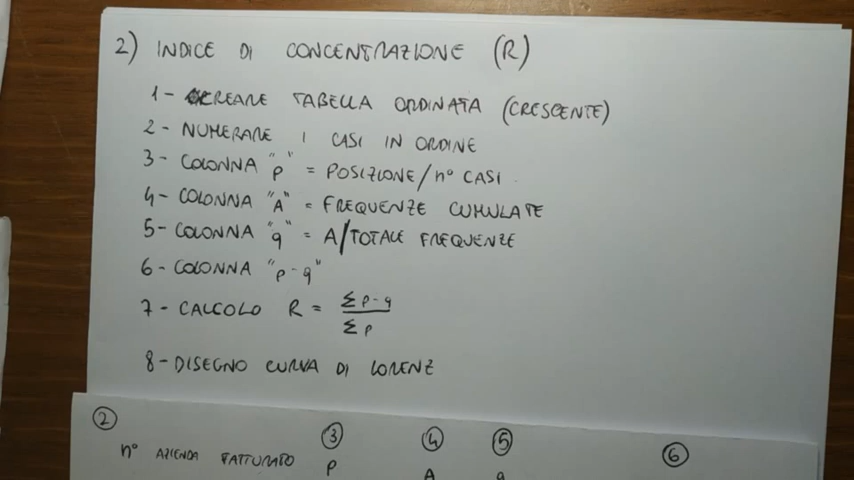 2) INDICE DI CONCENTRAZIONE (R)
1- CREARE TABELLA ORDINATA (CRESCENTE)
2- NUMERARE I CASI IN ORDINE
3- COLONNA "p" = POSIZIONE/n° CASI
4- COLONNA "A" = FREQUENZE CUMULATE
5- COLONNA "q" = A/TOTALE FREQUENZE
6- COLONNA "p-q"
7- CALCOLO R = Σ p-q / Σ p
8- DISEGNO CURVA DI LORENZ
② ③ ④ ⑤ ⑥
n° AZIENDA FATTURATO p A q